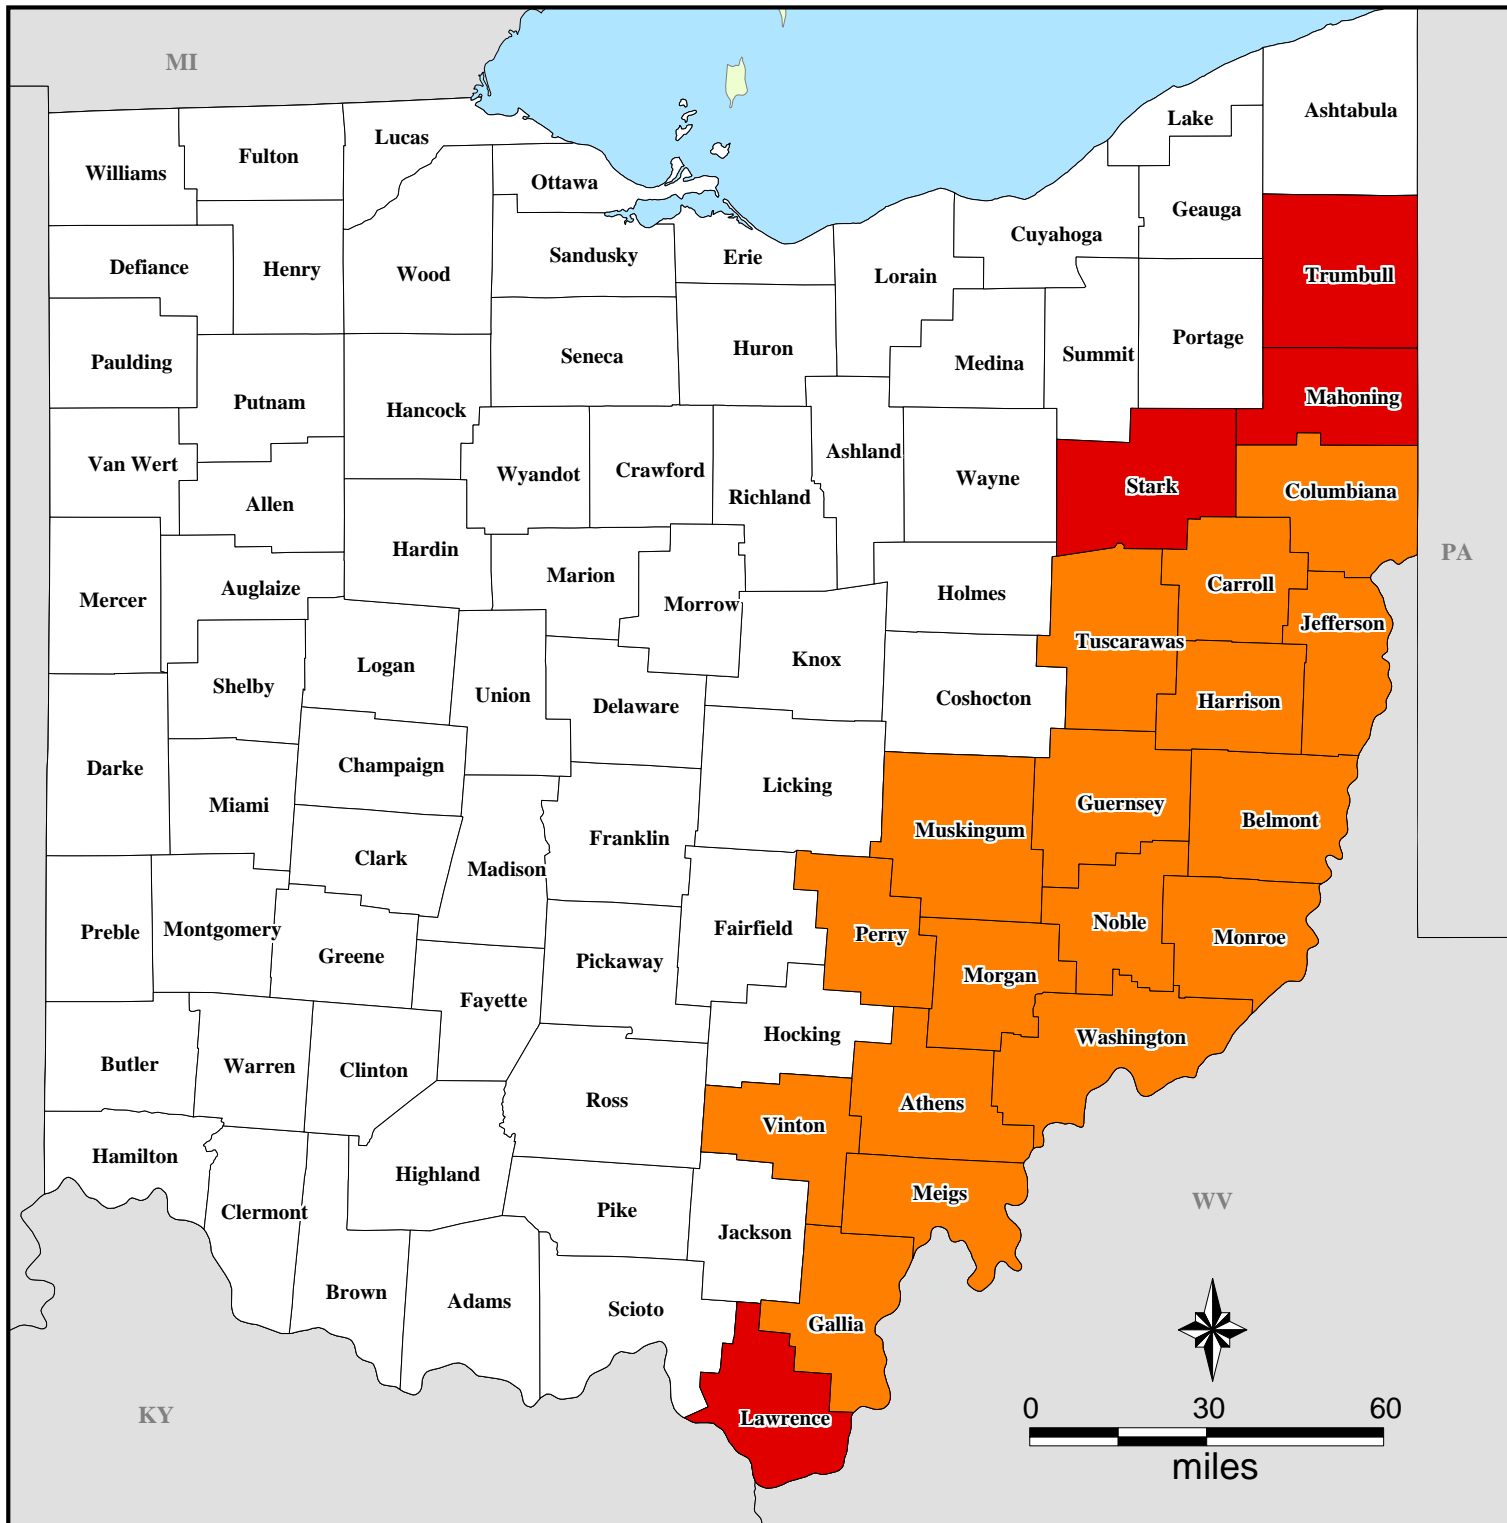 MI
Lake
Ashtabula
Lucas
Fulton
Williams
Ottawa
Geauga
Cuyahoga
Sandusky
Erie
Defiance
Henry
Wood
Lorain
Trumbull
Portage
Huron
Summit
Seneca
Medina
Paulding
Mahoning
Putnam
Hancock
Ashland
Van Wert
Crawford
Wyandot
Wayne
Stark
Columbiana
Richland
Allen
Hardin
PA
Marion
Carroll
Auglaize
Holmes
Mercer
Morrow
Jefferson
Tuscarawas
Knox
Logan
Shelby
Union
Coshocton
Harrison
Delaware
Champaign
Darke
Licking
Miami
Guernsey
Belmont
Muskingum
Franklin
Clark
Madison
Noble
Fairfield
Montgomery
Preble
Perry
Monroe
Greene
Pickaway
Morgan
Fayette
Hocking
Washington
Butler
Warren
Clinton
Ross
Athens
Vinton
Hamilton
Highland
Meigs
WV
Pike
Clermont
Jackson
Brown
Adams
Scioto
Gallia
KY
Lawrence
0 30 60
miles